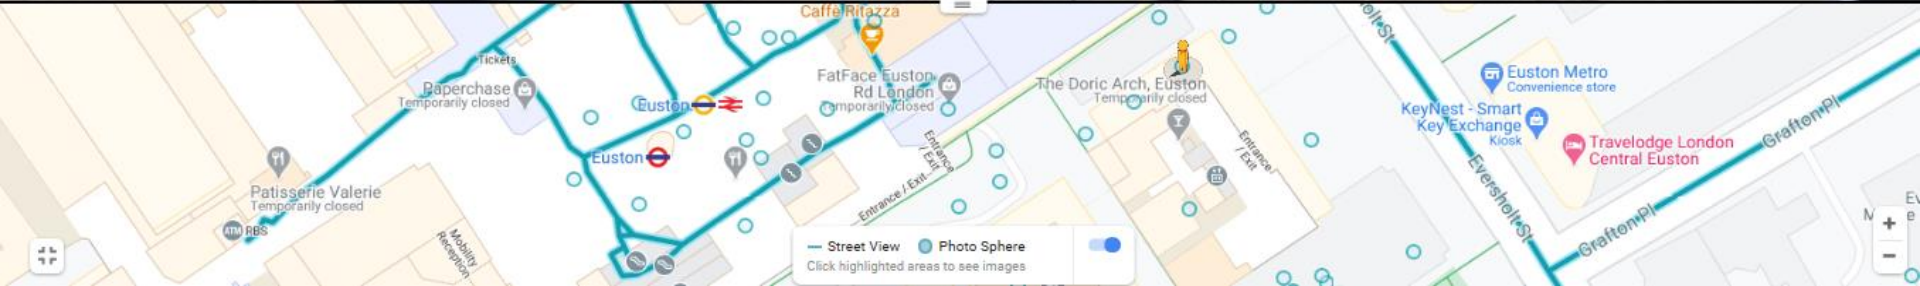 Caffè Ritazza
Tickets
Paperchase
Temporarily closed
Euston
Euston
FatFace Euston
Rd London
Temporarily closed
The Doric Arch, Euston
Temporarily closed
Patisserie Valerie
Temporarily closed
ATM RBS
Mobility
Reception
Entrance
/ Exit
Entrance / Exit
Entrance
/ Exit
Eversholt St
Euston Metro
Convenience store
KeyNest - Smart
Key Exchange
Kiosk
Travelodge London
Central Euston
Grafton Pl
Grafton Pl
Street View
Photo Sphere
Click highlighted areas to see images